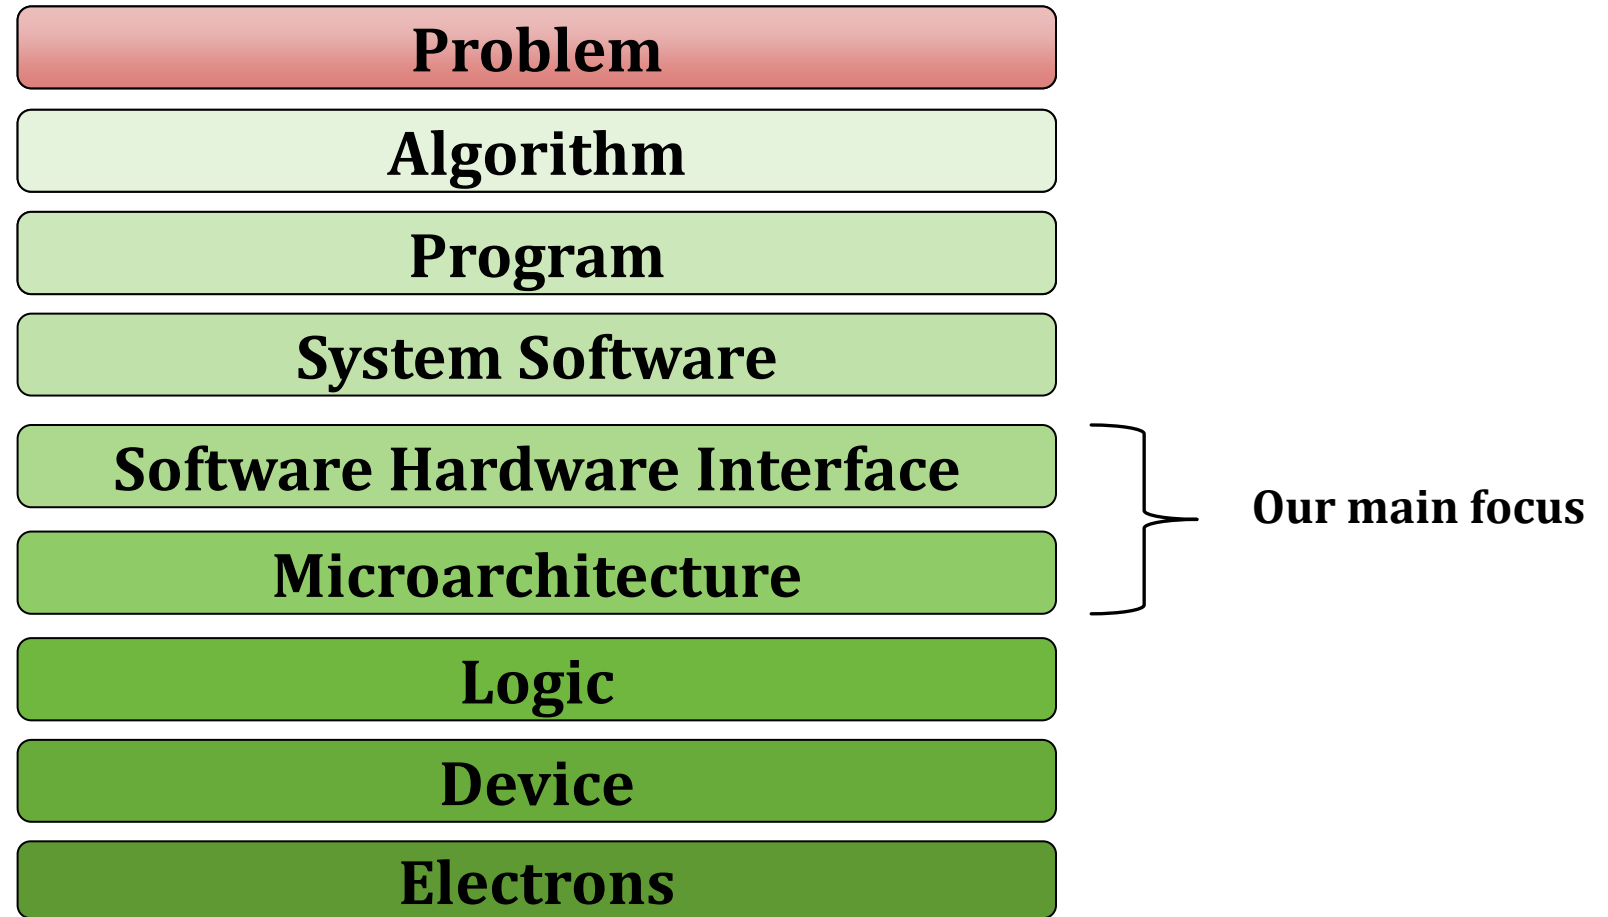 Problem
Algorithm
Program
System Software
Software Hardware Interface
Our main focus
Microarchitecture
Logic
Device
Electrons